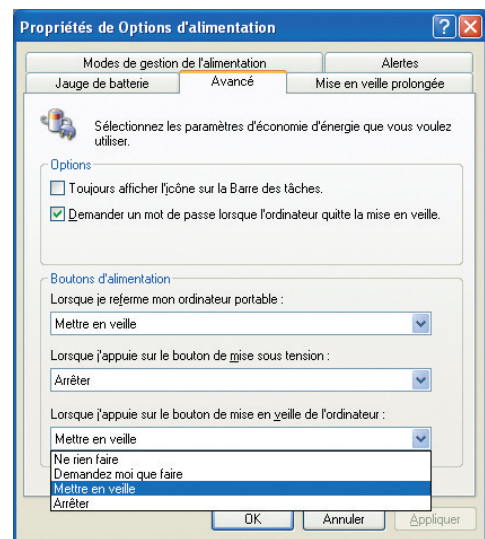 Propriétés de Options d'alimentation
Modes de gestion de l'alimentation
Alertes
Jauge de batterie
Avancé
Mise en veille prolongée
Sélectionnez les paramètres d'économie d'énergie que vous voulez
utiliser.
Options
Toujours afficher l'icône sur la Barre des tâches.
Demander un mot de passe lorsque l'ordinateur quitte la mise en veille.
Boutons d'alimentation
Lorsque je referme mon ordinateur portable :
Mettre en veille
Lorsque j'appuie sur le bouton de mise sous tension :
Arrêter
Lorsque j'appuie sur le bouton de mise en veille de l'ordinateur :
Mettre en veille
Ne rien faire
Demandez moi que faire
Mettre en veille
Arrêter
OK
Annuler
Appliquer